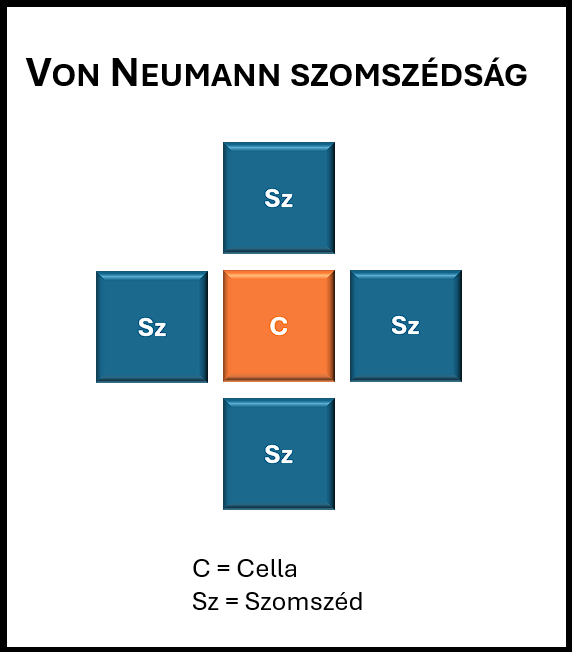 VON NEUMANN SZOMSZÉDSÁG
Sz
Sz C Sz
Sz
C = Cella
Sz = Szomszéd